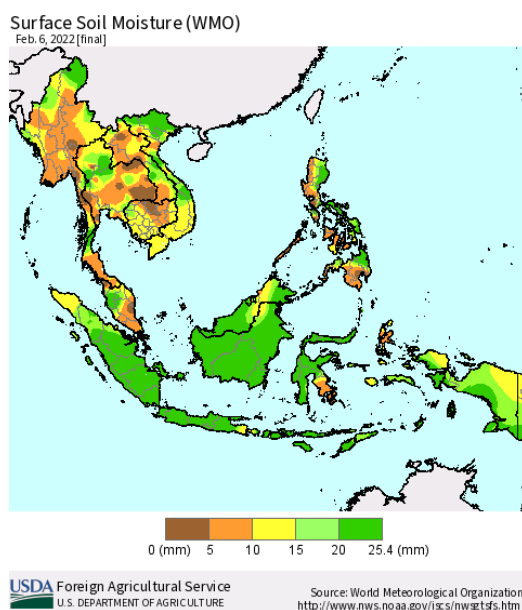 Surface Soil Moisture (WMO)
Feb. 6, 2022 [final]
0 (mm) 5 10 15 20 25.4 (mm)
USDA Foreign Agricultural Service
U.S. DEPARTMENT OF AGRICULTURE
Source: World Meteorological Organization
http://www.nws.noaa.gov/iscs/nwsgtsfs.htm